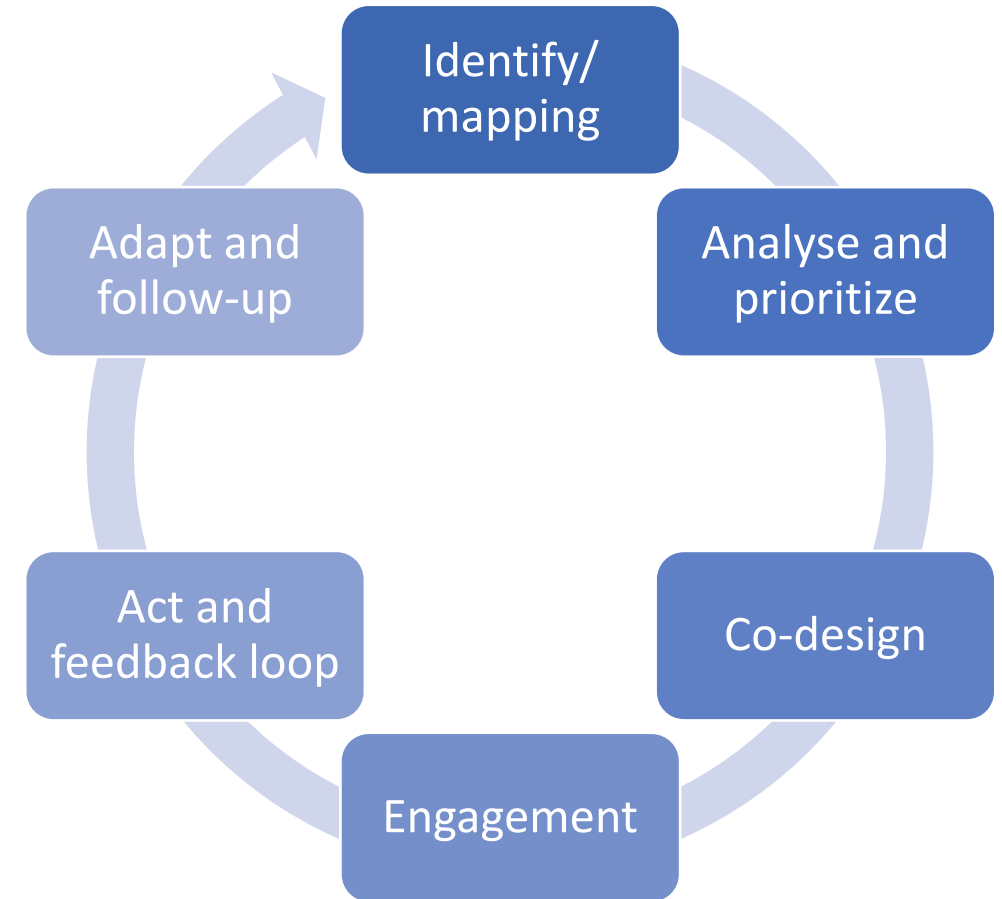 Identify/
mapping
Analyse and
prioritize
Co-design
Engagement
Act and
feedback loop
Adapt and
follow-up